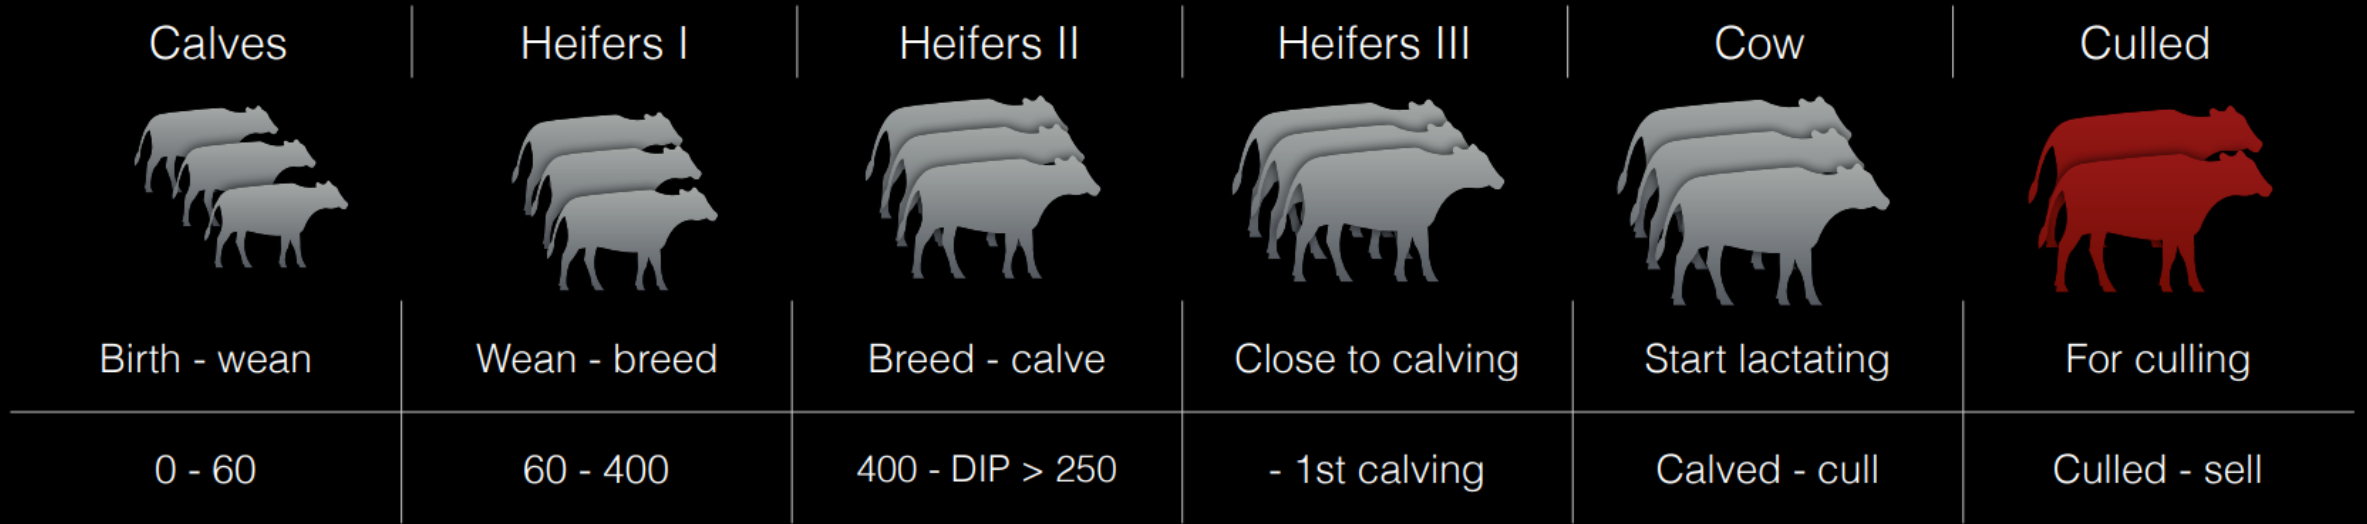 Calves Heifers I Heifers II Heifers III Cow Culled
Birth - wean Wean - breed Breed - calve Close to calving Start lactating For culling
0 - 60 60 - 400 400 - DIP > 250 - 1st calving Calved - cull Culled - sell